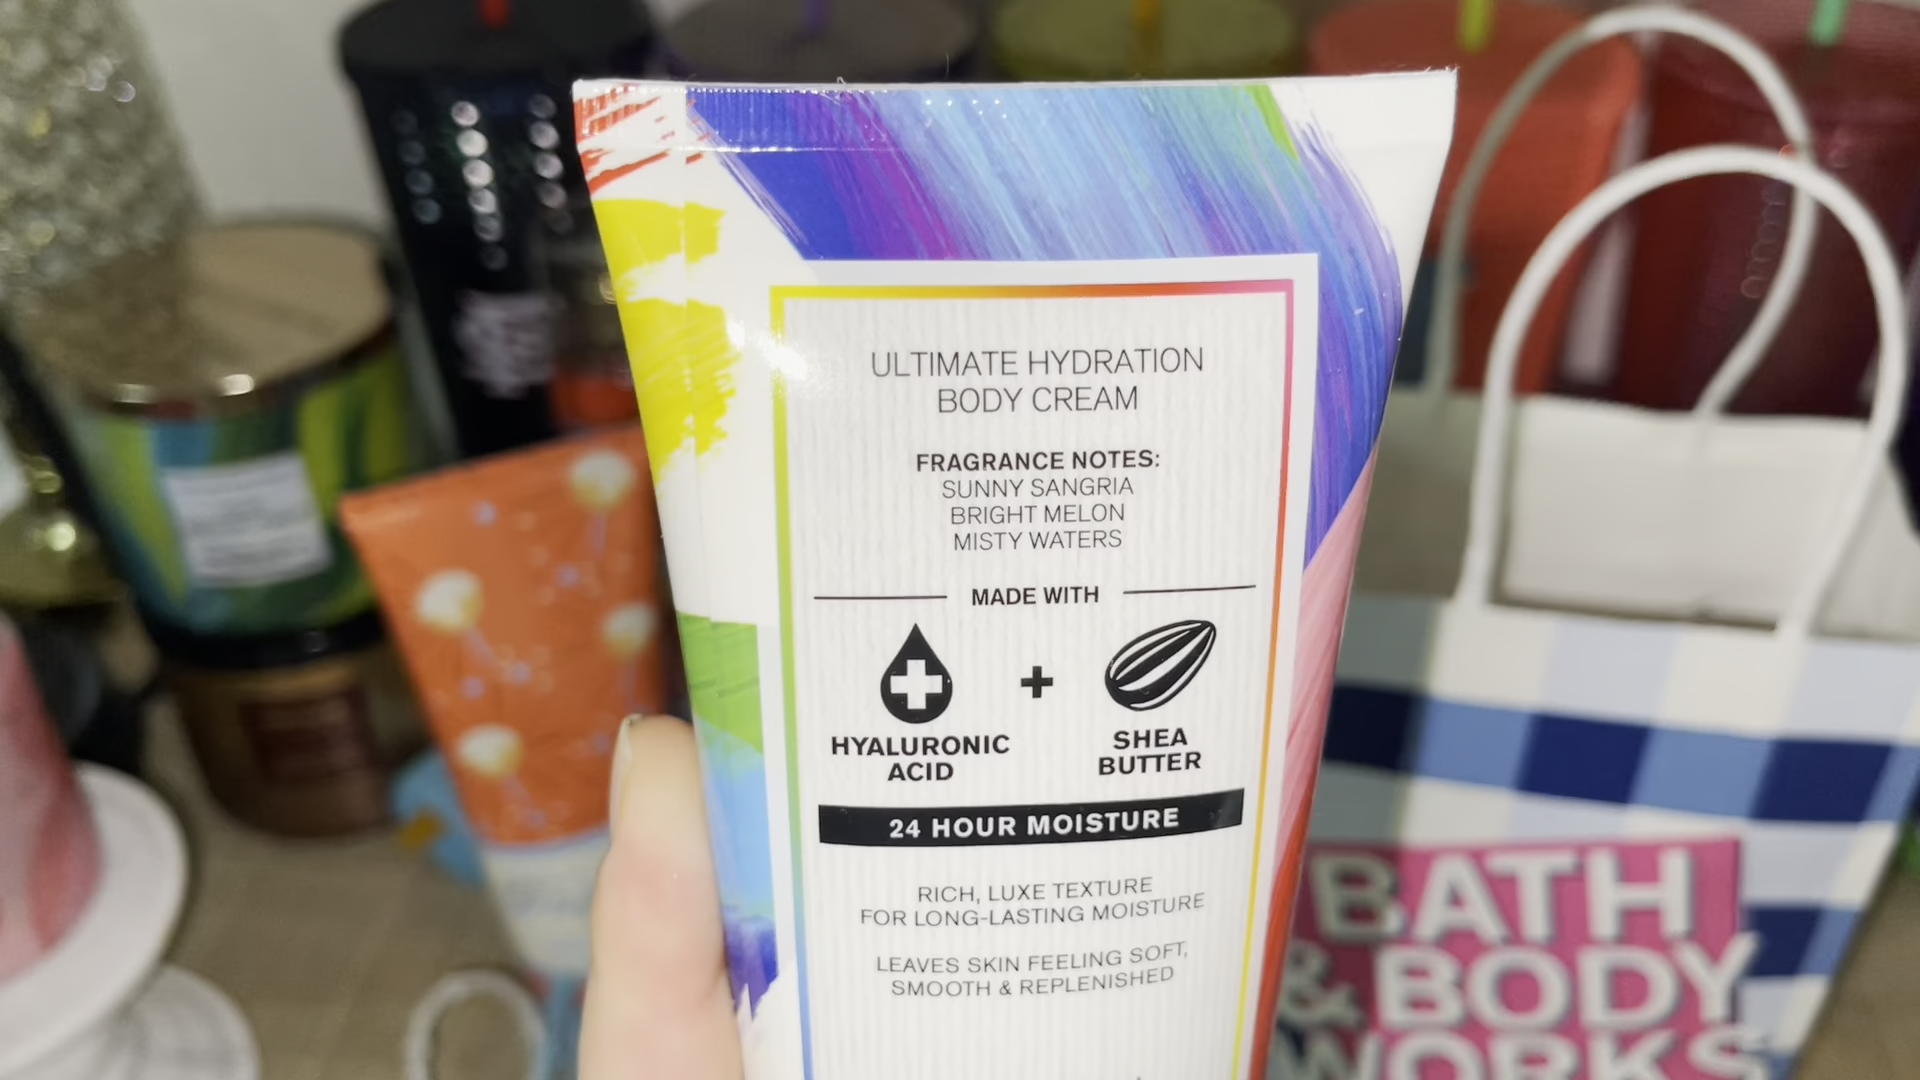 ULTIMATE HYDRATION
BODY CREAM
FRAGRANCE NOTES:
SUNNY SANGRIA
BRIGHT MELON
MISTY WATERS
MADE WITH
HYALURONIC
ACID
+
SHEA
BUTTER
24 HOUR MOISTURE
RICH, LUXE TEXTURE
FOR LONG-LASTING MOISTURE
LEAVES SKIN FEELING SOFT,
SMOOTH & REPLENISHED
BATH
& BODY
WORKS